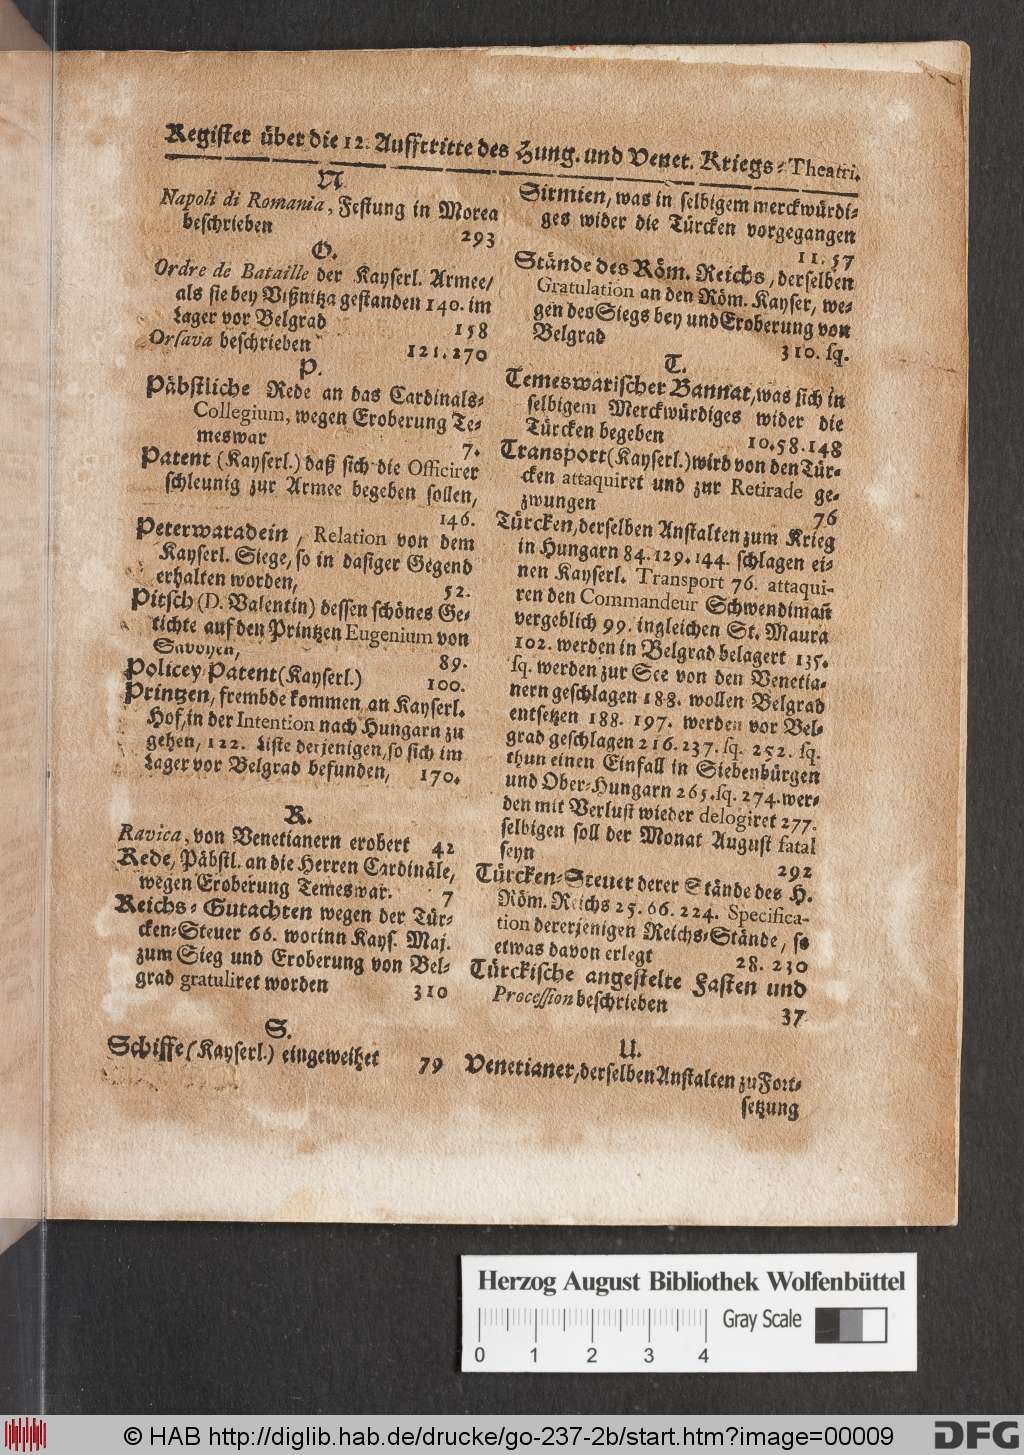 Register über die 12. Aufftritte des Hung. und Venet. Kriegs-Theatri.
N
Napoli di Romania, Festung in Morea
beschrieben 293
O.
Ordre de Bataille der Kayserl. Armee/
als sie bey Vißnitza gestanden 140. im
Lager vor Belgrad 158
Orsava beschrieben 121.270
P.
Päbstliche Rede an das Cardinals-
Collegium, wegen Eroberung Te-
meswar 7.
Patent (Kayserl.) daß sich die Officirer
schleunig zur Armee begeben sollen,
146.
Peterwaradein, Relation von dem
Kayserl. Siege, so in dasiger Gegend
erhalten worden, 52.
Pitsch (D. Valentin) dessen schönes Ge-
tichte auf den Printzen Eugenium von
Savoyen, 89.
Policey Patent (Kayserl.) 100.
Printzen, frembde kommen an Kayserl.
Hof, in der Intention nach Hungarn zu
gehen, 122. Liste derjenigen, so sich im
Lager vor Belgrad befunden, 170.
R.
Ravica, von Venetianern erobert 42
Rede, Päbstl. an die Herren Cardinäle,
wegen Eroberung Temeswar. 7
Reichs-Gutachten wegen der Tür-
cken-Steuer 66. worinn Kays. Maj.
zum Sieg und Eroberung von Bel-
grad gratuliret worden 310
S.
Schiffe (Kayserl.) eingeweihet 79
Sirmien, was in selbigem merckwürdi-
ges wider die Türcken vorgegangen
11.57
Stände des Röm. Reichs, derselben
Gratulation an den Röm. Kayser, we-
gen des Siegs bey und Eroberung von
Belgrad 310. sq.
T.
Temeswarischer Bannat, was sich in
selbigem Merckwürdiges wider die
Türcken begeben 10.58.148
Transport (Kayserl.) wird von den Tür-
cken attaquiret und zur Retirade ge-
zwungen 76
Türcken, derselben Anstalten zum Krieg
in Hungarn 84.129.144. schlagen ei-
nen Kayserl. Transport 76. attaqui-
ren den Commandeur Schwendimañ
vergeblich 99. ingleichen St. Maura
102. werden in Belgrad belagert 135.
sq. werden zur See von den Venetia-
nern geschlagen 188. wollen Belgrad
entsetzen 188. 197. werden vor Bel-
grad geschlagen 216.237. sq. 252. sq.
thun einen Einfall in Siebenbürgen
und Ober-Hungarn 265. sq. 274. wer-
den mit Verlust wieder delogiret 277.
selbigen soll der Monat August fatal
seyn 292
Türcken-Steuer derer Stände des H.
Röm. Reichs 25.66.224. Specifica-
tion dererjenigen Reichs-Stände, so
etwas davon erlegt 28. 230
Türckische angestelte Fasten und
Procession beschrieben 37
U.
Venetianer, derselben Anstalten zu Fort-
setzung
Herzog August Bibliothek Wolfenbüttel
Gray Scale
0 1 2 3 4
© HAB http://diglib.hab.de/drucke/go-237-2b/start.htm?image=00009
DFG